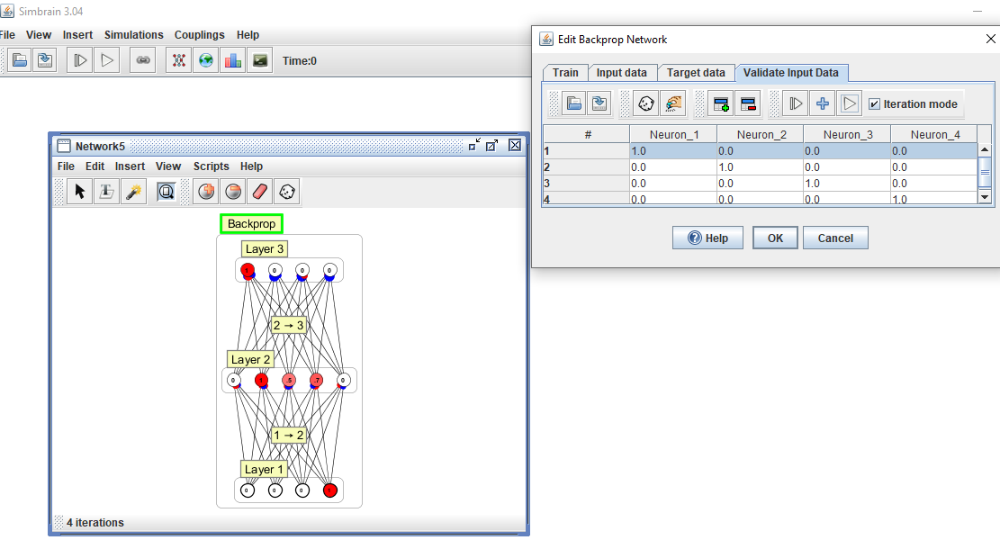 Simbrain 3.04
File View Insert Simulations Couplings Help
Time:0
Network5
File Edit Insert View Scripts Help
Backprop
Layer 3
1 0 0 0
2 → 3
Layer 2
0 1 .5 .7 0
1 → 2
Layer 1
0 0 0
4 iterations
Edit Backprop Network
Train Input data Target data Validate Input Data
Iteration mode
# Neuron_1 Neuron_2 Neuron_3 Neuron_4
1 1.0 0.0 0.0 0.0
2 0.0 1.0 0.0 0.0
3 0.0 0.0 1.0 0.0
4 0.0 0.0 0.0 1.0
Help OK Cancel